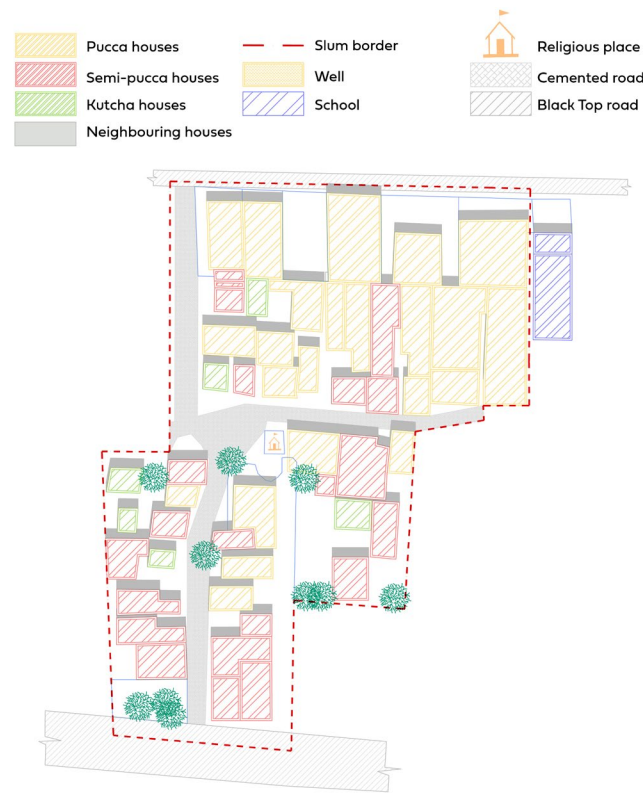 Pucca houses
Slum border
Religious place
Semi-pucca houses
Well
Cemented road
Kutcha houses
School
Black Top road
Neighbouring houses